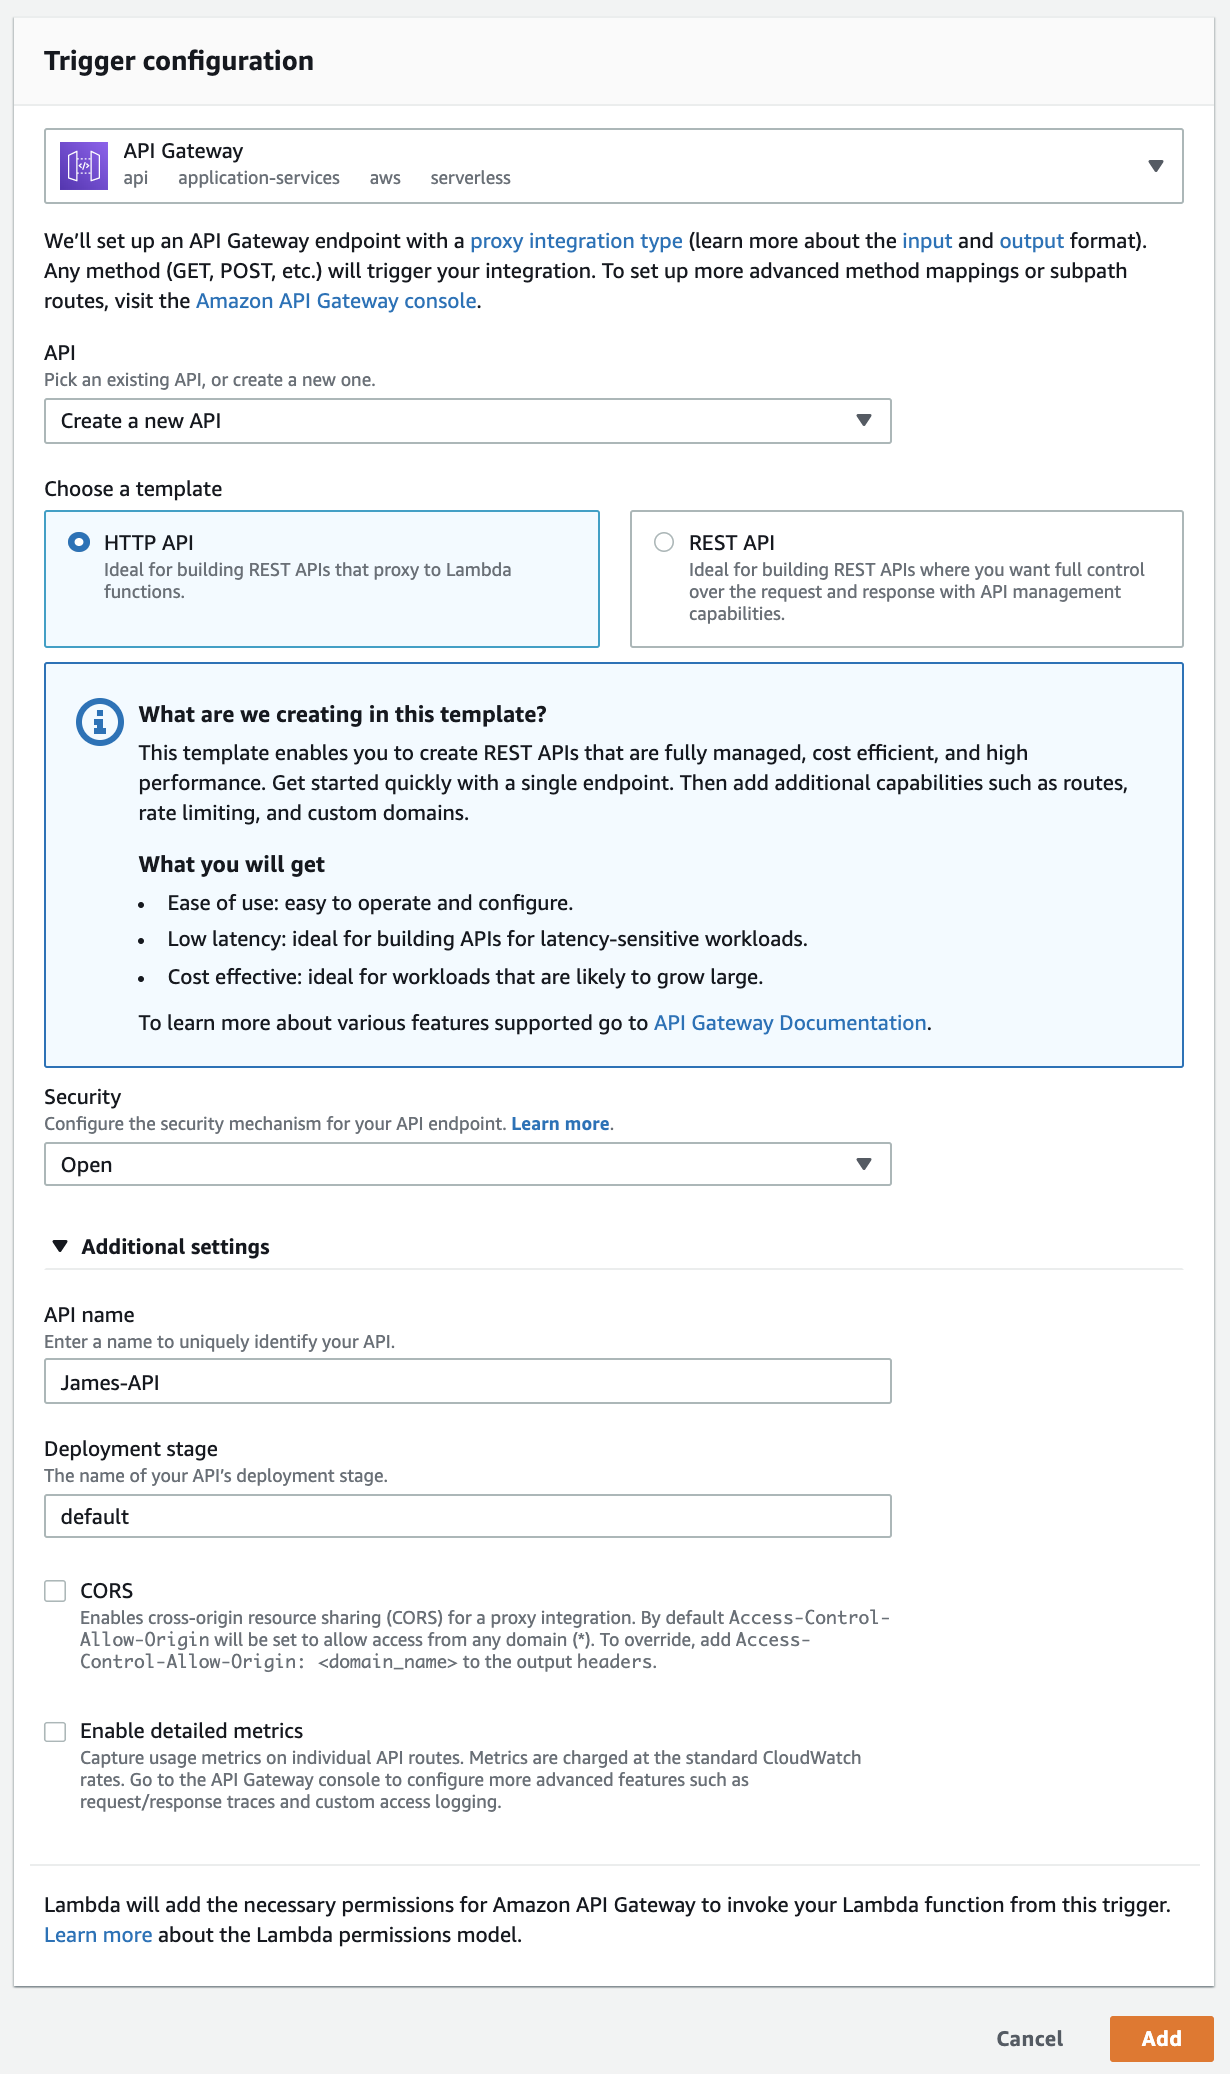 Trigger configuration
API Gateway
api application-services aws serverless
We’ll set up an API Gateway endpoint with a proxy integration type (learn more about the input and output format).
Any method (GET, POST, etc.) will trigger your integration. To set up more advanced method mappings or subpath
routes, visit the Amazon API Gateway console.
API
Pick an existing API, or create a new one.
Create a new API
Choose a template
HTTP API
Ideal for building REST APIs that proxy to Lambda
functions.
REST API
Ideal for building REST APIs where you want full control
over the request and response with API management
capabilities.
What are we creating in this template?
This template enables you to create REST APIs that are fully managed, cost efficient, and high
performance. Get started quickly with a single endpoint. Then add additional capabilities such as routes,
rate limiting, and custom domains.
What you will get
• Ease of use: easy to operate and configure.
• Low latency: ideal for building APIs for latency-sensitive workloads.
• Cost effective: ideal for workloads that are likely to grow large.
To learn more about various features supported go to API Gateway Documentation.
Security
Configure the security mechanism for your API endpoint. Learn more.
Open
Additional settings
API name
Enter a name to uniquely identify your API.
James-API
Deployment stage
The name of your API’s deployment stage.
default
CORS
Enables cross-origin resource sharing (CORS) for a proxy integration. By default Access-Control-
Allow-Origin will be set to allow access from any domain (*). To override, add Access-
Control-Allow-Origin: <domain_name> to the output headers.
Enable detailed metrics
Capture usage metrics on individual API routes. Metrics are charged at the standard CloudWatch
rates. Go to the API Gateway console to configure more advanced features such as
request/response traces and custom access logging.
Lambda will add the necessary permissions for Amazon API Gateway to invoke your Lambda function from this trigger.
Learn more about the Lambda permissions model.
Cancel
Add